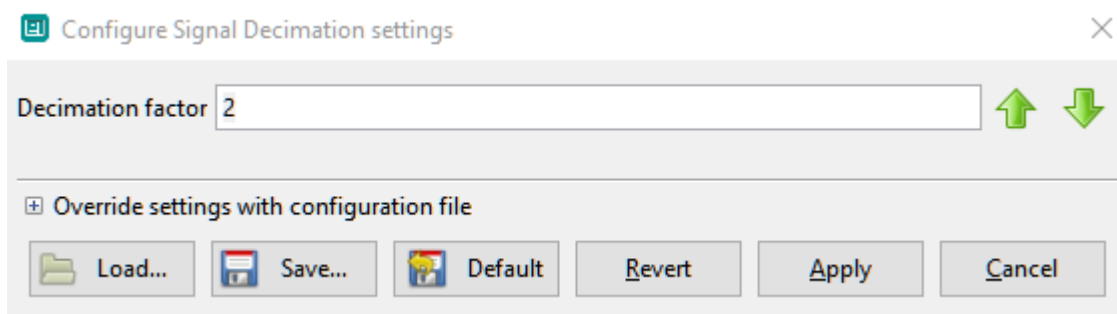 Configure Signal Decimation settings
Decimation factor 2
Override settings with configuration file
Load... Save... Default Revert Apply Cancel